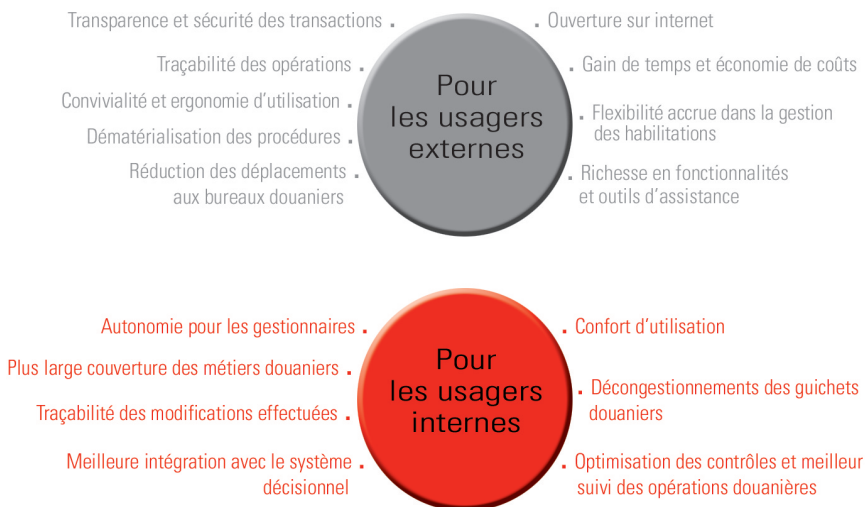 Transparence et sécurité des transactions .
Traçabilité des opérations .
Convivialité et ergonomie d'utilisation .
Dématérialisation des procédures .
Réduction des déplacements .
aux bureaux douaniers
Pour
les usagers
externes
. Ouverture sur internet
. Gain de temps et économie de coûts
. Flexibilité accrue dans la gestion
des habilitations
. Richesse en fonctionnalités
et outils d'assistance
Autonomie pour les gestionnaires .
Plus large couverture des métiers douaniers .
Traçabilité des modifications effectuées .
Meilleure intégration avec le système .
décisionnel
Pour
les usagers
internes
. Confort d'utilisation
. Décongestionnements des guichets
douaniers
. Optimisation des contrôles et meilleur
suivi des opérations douanières